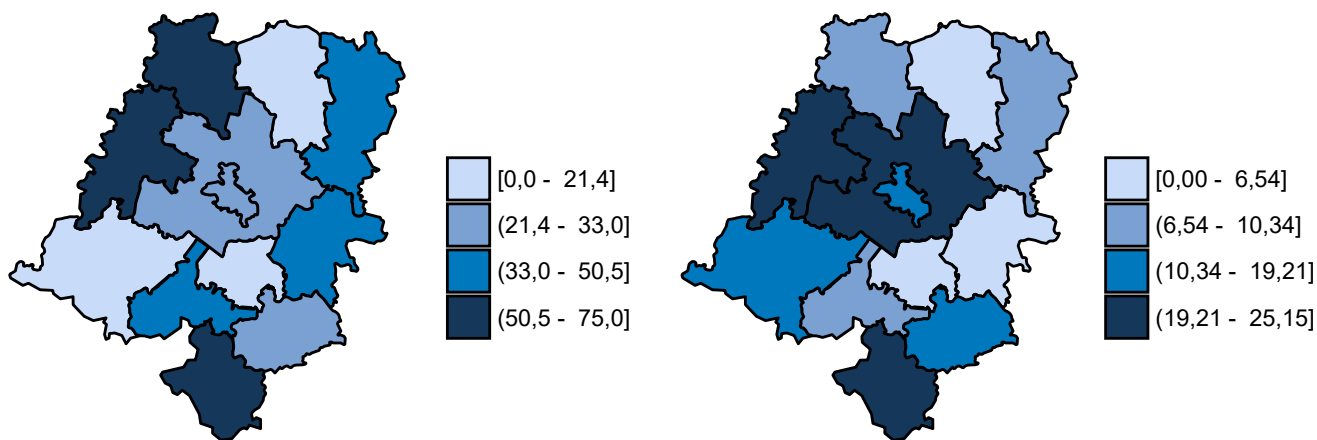 [0,0 - 21,4]
(21,4 - 33,0]
(33,0 - 50,5]
(50,5 - 75,0]
[0,00 - 6,54]
(6,54 - 10,34]
(10,34 - 19,21]
(19,21 - 25,15]